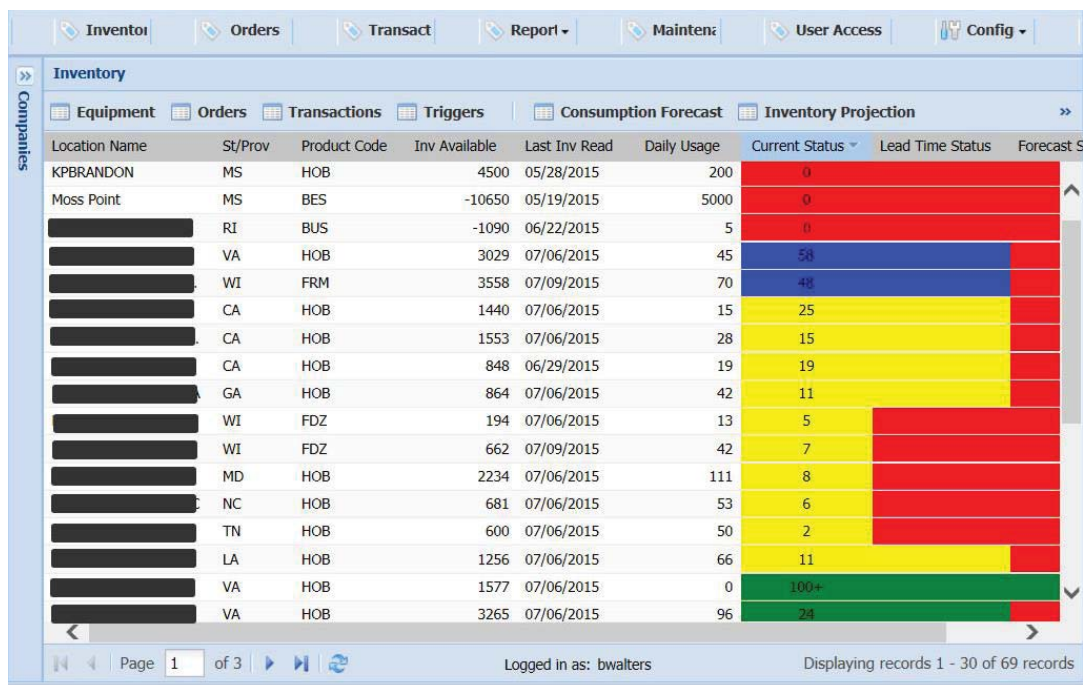 Inventor Orders Transact Report Maintena User Access Config
Inventory
Companies
Equipment Orders Transactions Triggers Consumption Forecast Inventory Projection
Location Name St/Prov Product Code Inv Available Last Inv Read Daily Usage Current Status Lead Time Status Forecast S
KPBRANDON MS HOB 4500 05/28/2015 200 0
Moss Point MS BES -10650 05/19/2015 5000 0
RI BUS -1090 06/22/2015 5 0
VA HOB 3029 07/06/2015 45 58
WI FRM 3558 07/09/2015 70 48
CA HOB 1440 07/06/2015 15 25
CA HOB 1553 07/06/2015 28 15
CA HOB 848 06/29/2015 19 19
GA HOB 864 07/06/2015 42 11
WI FDZ 194 07/06/2015 13 5
WI FDZ 662 07/09/2015 42 7
MD HOB 2234 07/06/2015 111 8
NC HOB 681 07/06/2015 53 6
TN HOB 600 07/06/2015 50 2
LA HOB 1256 07/06/2015 66 11
VA HOB 1577 07/06/2015 0 100+
VA HOB 3265 07/06/2015 96 24
Page 1 of 3 Logged in as: bwalters Displaying records 1 - 30 of 69 records